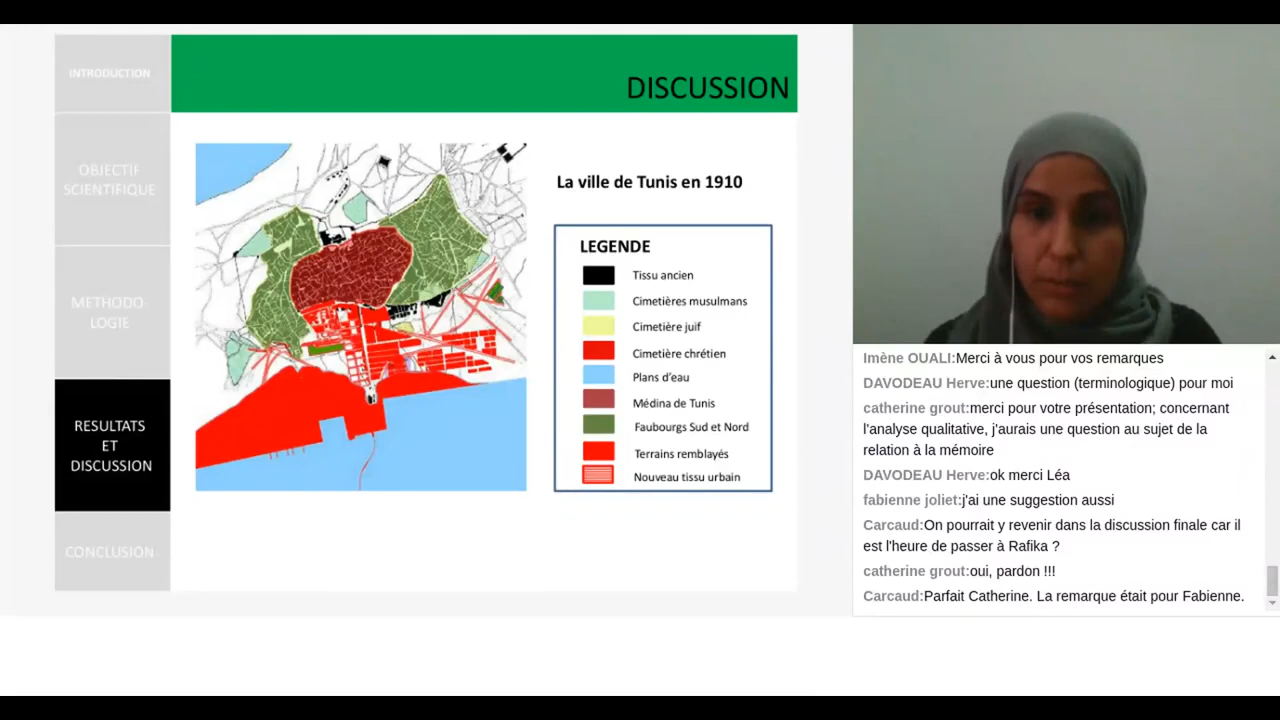 INTRODUCTION
OBJECTIF
SCIENTIFIQUE
METHODO-
LOGIE
RESULTATS
ET
DISCUSSION
CONCLUSION
DISCUSSION
La ville de Tunis en 1910
LEGENDE
Tissu ancien
Cimetières musulmans
Cimetière juif
Cimetière chrétien
Plans d'eau
Médina de Tunis
Faubourgs Sud et Nord
Terrains remblayés
Nouveau tissu urbain
Imène OUALI:Merci à vous pour vos remarques
DAVODEAU Herve:une question (terminologique) pour moi
catherine grout:merci pour votre présentation; concernant
l'analyse qualitative, j'aurais une question au sujet de la
relation à la mémoire
DAVODEAU Herve:ok merci Léa
fabienne joliet:j'ai une suggestion aussi
Carcaud:On pourrait y revenir dans la discussion finale car il
est l'heure de passer à Rafika ?
catherine grout:oui, pardon !!!
Carcaud:Parfait Catherine. La remarque était pour Fabienne.